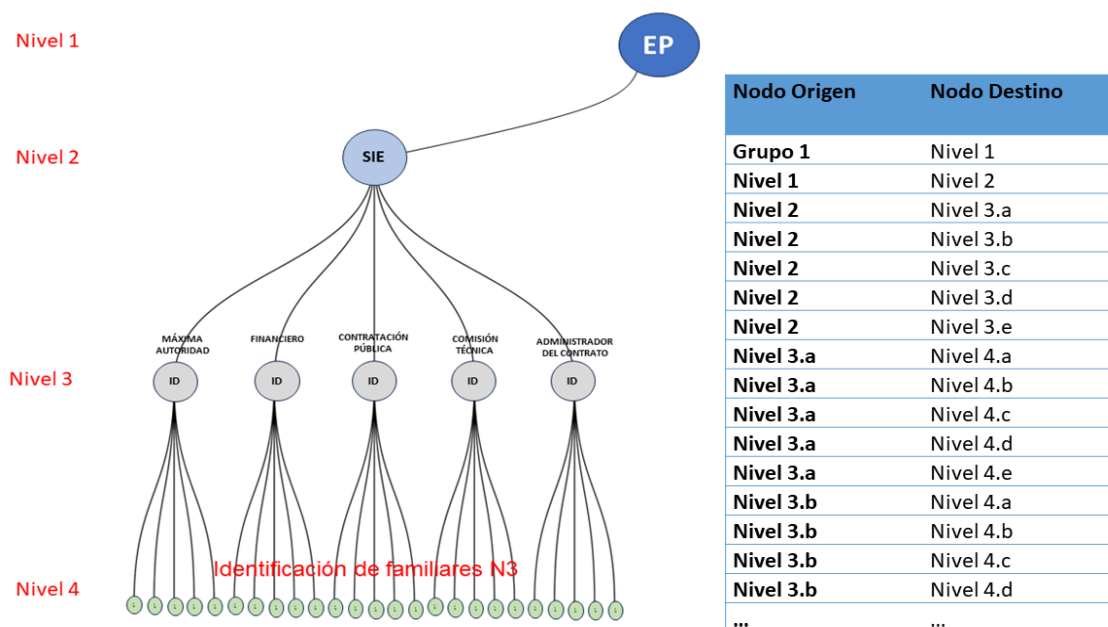 Nivel 1
EP
Nivel 2
SIE
MÁXIMA
AUTORIDAD
FINANCIERO
CONTRATACIÓN
PÚBLICA
COMISIÓN
TÉCNICA
ADMINISTRADOR
DEL CONTRATO
Nivel 3
ID
ID
ID
ID
ID
Identificación de familiares N3
Nivel 4
Nodo Origen Nodo Destino
Grupo 1 Nivel 1
Nivel 1 Nivel 2
Nivel 2 Nivel 3.a
Nivel 2 Nivel 3.b
Nivel 2 Nivel 3.c
Nivel 2 Nivel 3.d
Nivel 2 Nivel 3.e
Nivel 3.a Nivel 4.a
Nivel 3.a Nivel 4.b
Nivel 3.a Nivel 4.c
Nivel 3.a Nivel 4.d
Nivel 3.a Nivel 4.e
Nivel 3.b Nivel 4.a
Nivel 3.b Nivel 4.b
Nivel 3.b Nivel 4.c
Nivel 3.b Nivel 4.d
... ...